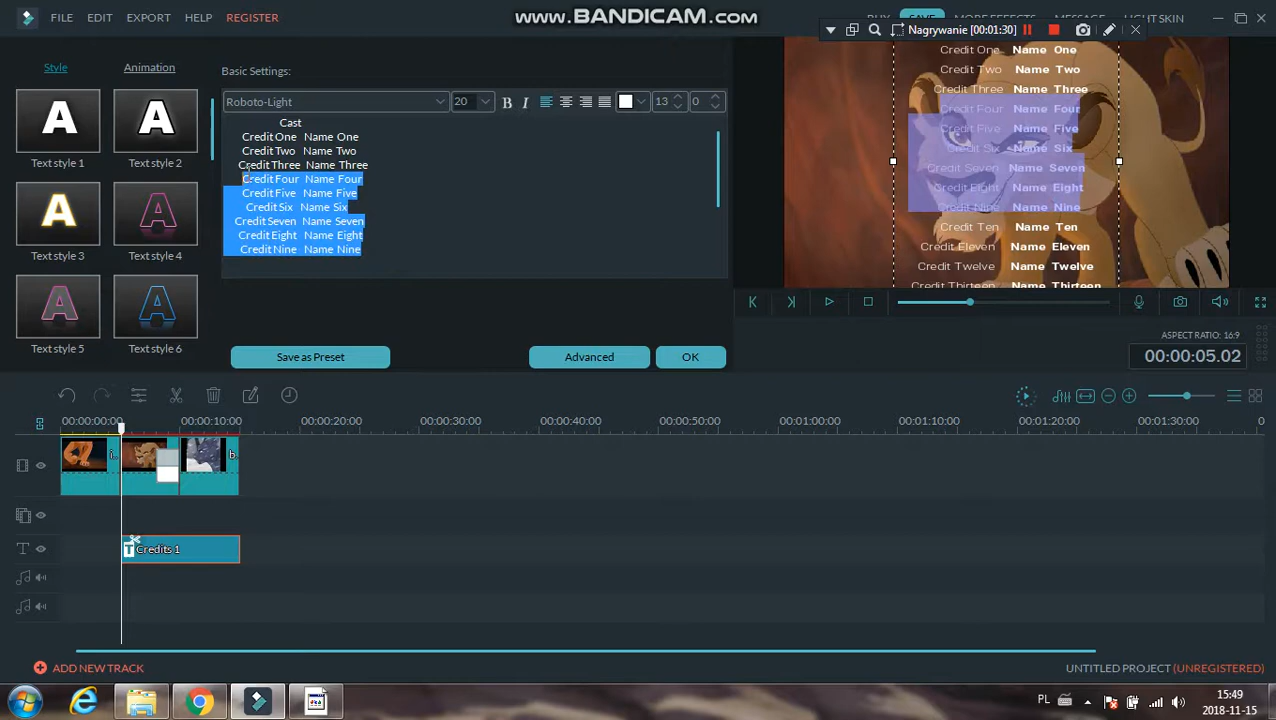 FILE EDIT EXPORT HELP REGISTER
www.BANDICAM.com
SAVE
Nagrywanie [00:01:30]
Style Animation
Basic Settings:
Roboto-Light 20 B I 13 0
Text style 1 Text style 2
Text style 3 Text style 4
Text style 5 Text style 6
Cast
Credit One Name One
Credit Two Name Two
Credit Three Name Three
Credit Four Name Four
Credit Five Name Five
Credit Six Name Six
Credit Seven Name Seven
Credit Eight Name Eight
Credit Nine Name Nine
Save as Preset Advanced OK
Credit One Name One
Credit Two Name Two
Credit Three Name Three
Credit Four Name Four
Credit Five Name Five
Credit Six Name Six
Credit Seven Name Seven
Credit Eight Name Eight
Credit Nine Name Nine
Credit Ten Name Ten
Credit Eleven Name Eleven
Credit Twelve Name Twelve
Credit Thirteen Name Thirteen
ASPECT RATIO: 16:9
00:00:05.02
00:00:00:00 00:00:10:00 00:00:20:00 00:00:30:00 00:00:40:00 00:00:50:00 00:01:00:00 00:01:10:00 00:01:20:00 00:01:30:00 0
i.. b
T Credits 1
ADD NEW TRACK
UNTITLED PROJECT (UNREGISTERED)
PL
15:49
2018-11-15